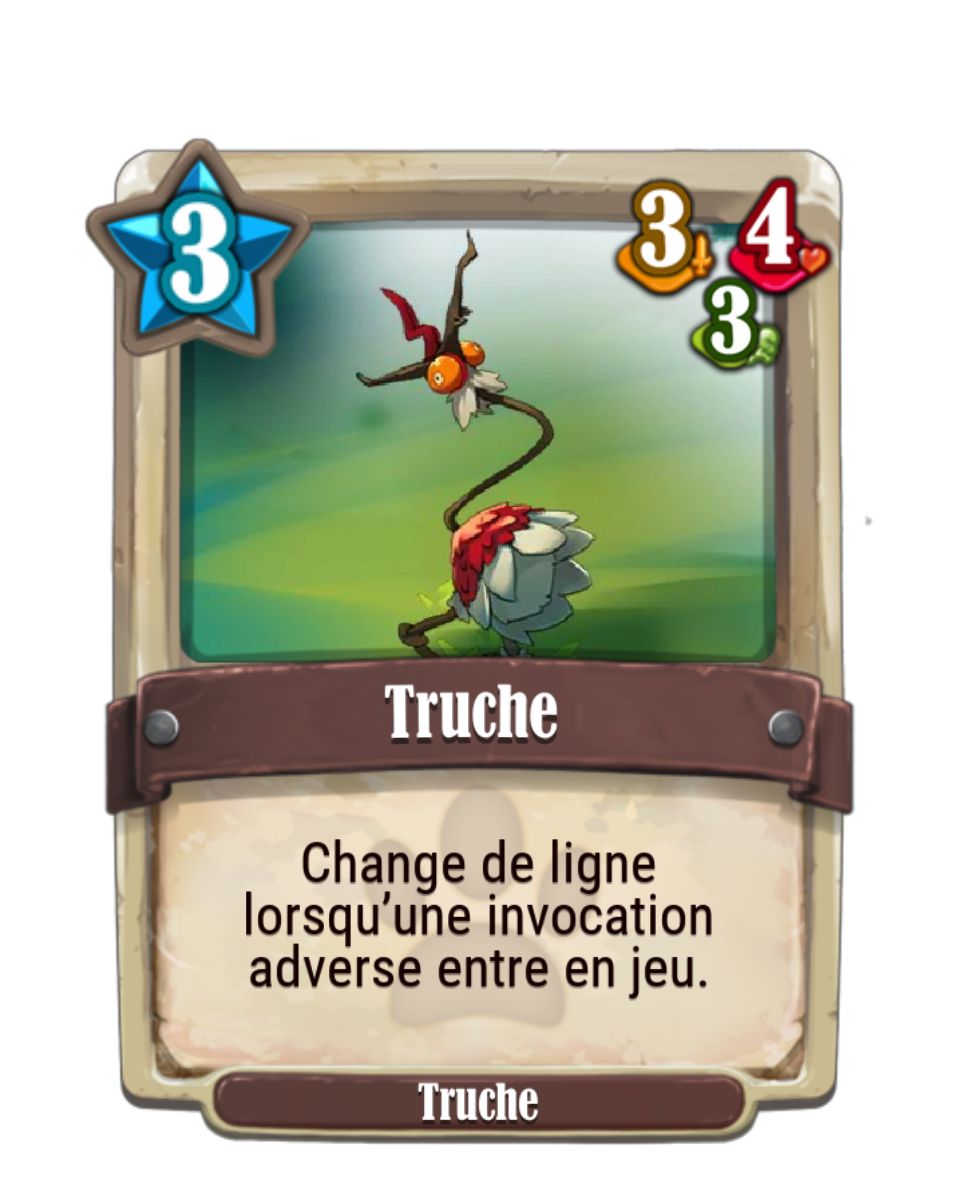 3
3
4
3
Truche
Change de ligne
lorsqu’une invocation
adverse entre en jeu.
Truche